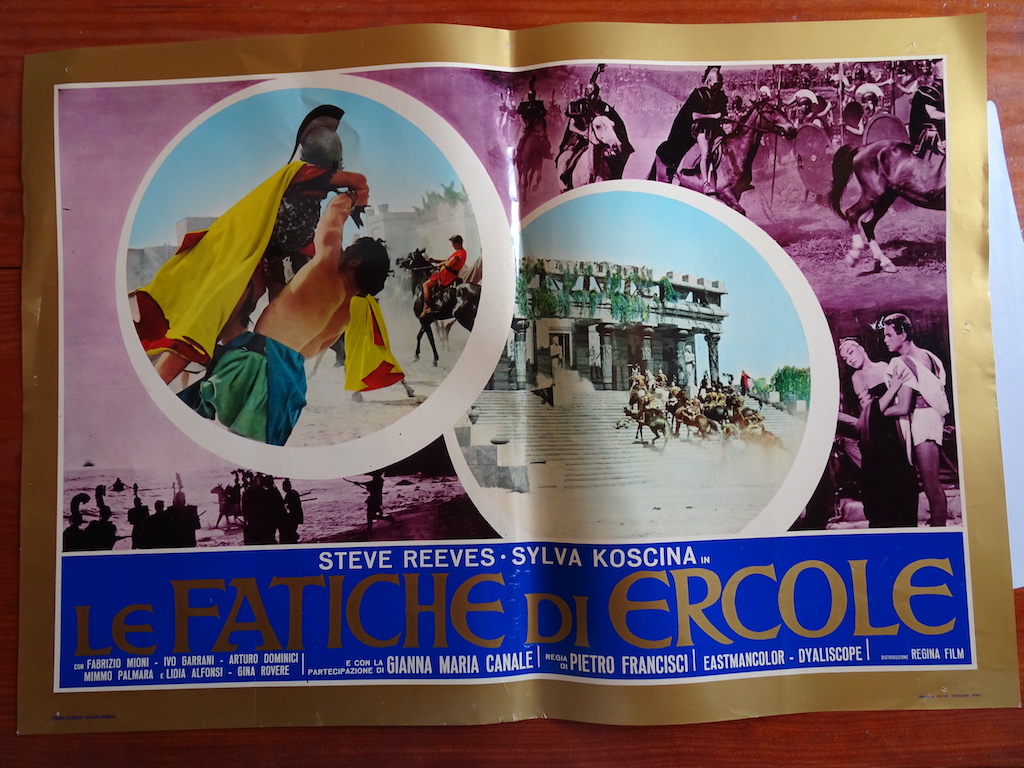 STEVE REEVES · SYLVA KOSCINA IN
LE FATICHE DI ERCOLE
CON FABRIZIO MIONI - IVO GARRANI - ARTURO DOMINICI
MIMMO PALMARA E LIDIA ALFONSI - GINA ROVERE
E CON LA
PARTECIPAZIONE DI GIANNA MARIA CANALE
REGIA DI PIETRO FRANCISCI
EASTMANCOLOR - DYALISCOPE
DISTRIBUZIONE REGINA FILM